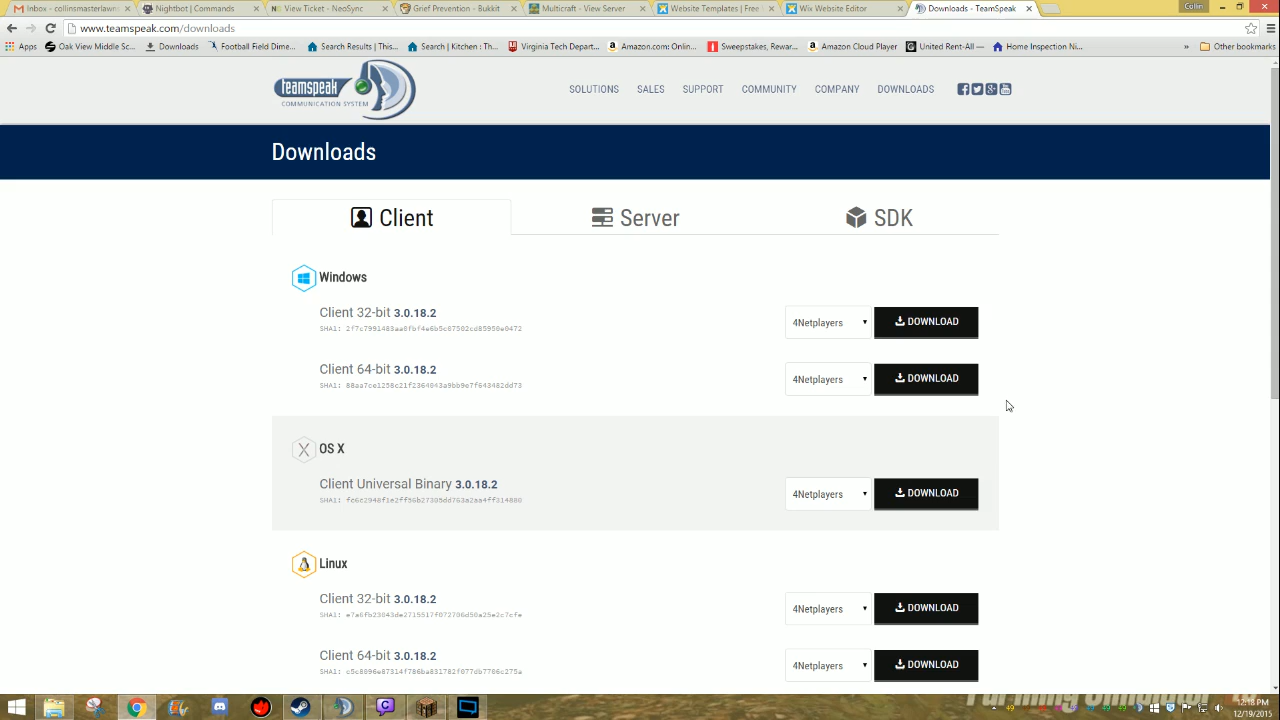 Inbox - collinsmasterlawn
Nightbot | Commands
View Ticket - NeoSync
Grief Prevention - Bukkit
Multicraft - View Server
Website Templates | Free
Wix Website Editor
Downloads - TeamSpeak
Collin
www.teamspeak.com/downloads
Apps
Oak View Middle Sc...
Downloads
Football Field Dime...
Search Results | This...
Search | Kitchen : Th...
Virginia Tech Depart...
Amazon.com: Onlin...
Sweepstakes, Rewar...
Amazon Cloud Player
United Rent-All —
Home Inspection Ni...
»
Other bookmarks
teamspeak
COMMUNICATION SYSTEM
SOLUTIONS SALES SUPPORT COMMUNITY COMPANY DOWNLOADS
Downloads
Client
Server
SDK
Windows
Client 32-bit 3.0.18.2
4Netplayers
DOWNLOAD
SHA1:
Client 64-bit 3.0.18.2
4Netplayers
DOWNLOAD
SHA1:
OS X
Client Universal Binary 3.0.18.2
4Netplayers
DOWNLOAD
SHA1:
Linux
Client 32-bit 3.0.18.2
4Netplayers
DOWNLOAD
SHA1:
Client 64-bit 3.0.18.2
4Netplayers
DOWNLOAD
SHA1:
12:18 PM
12/19/2015